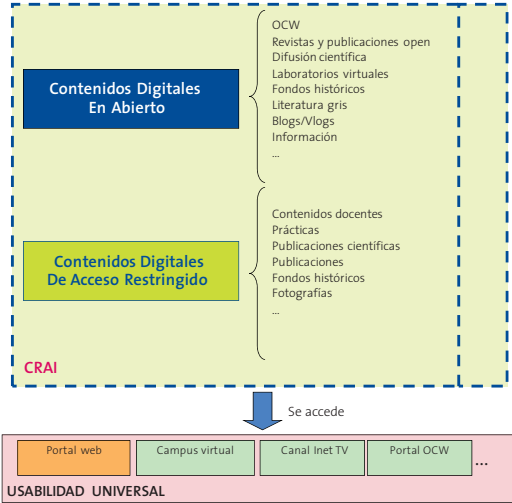 OCW
Revistas y publicaciones open
Difusión científica
Laboratorios virtuales
Fondos históricos
Literatura gris
Blogs/Vlogs
Información
...
Contenidos Digitales
En Abierto
Contenidos docentes
Prácticas
Publicaciones científicas
Publicaciones
Fondos históricos
Fotografías
...
Contenidos Digitales
De Acceso Restringido
CRAI
Se accede
Portal web
Campus virtual
Canal Inet TV
Portal OCW
...
USABILIDAD UNIVERSAL